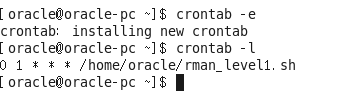 [oracle@oracle-pc ~]$ crontab -e
crontab: installing new crontab
[oracle@oracle-pc ~]$ crontab -l
0 1 * * * /home/oracle/rman_level1.sh
[oracle@oracle-pc ~]$